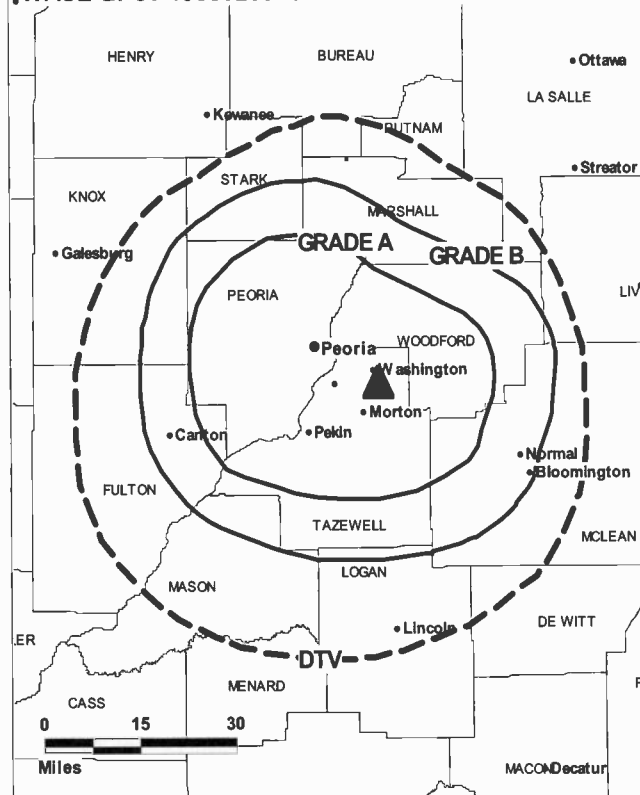 HENRY
BUREAU
Ottawa
LA SALLE
Kewanee
PUTNAM
Streator
STARK
KNOX
MARSHALL
GRADE A
GRADE B
Galesburg
LIV
PEORIA
WOODFORD
Peoria
Washington
Morton
Canton
Pekin
Normal
Bloomington
FULTON
TAZEWELL
MCLEAN
LOGAN
MASON
DE WITT
Lincoln
LER
DTV
MENARD
CASS
0 15 30
Miles
MACON Decatur